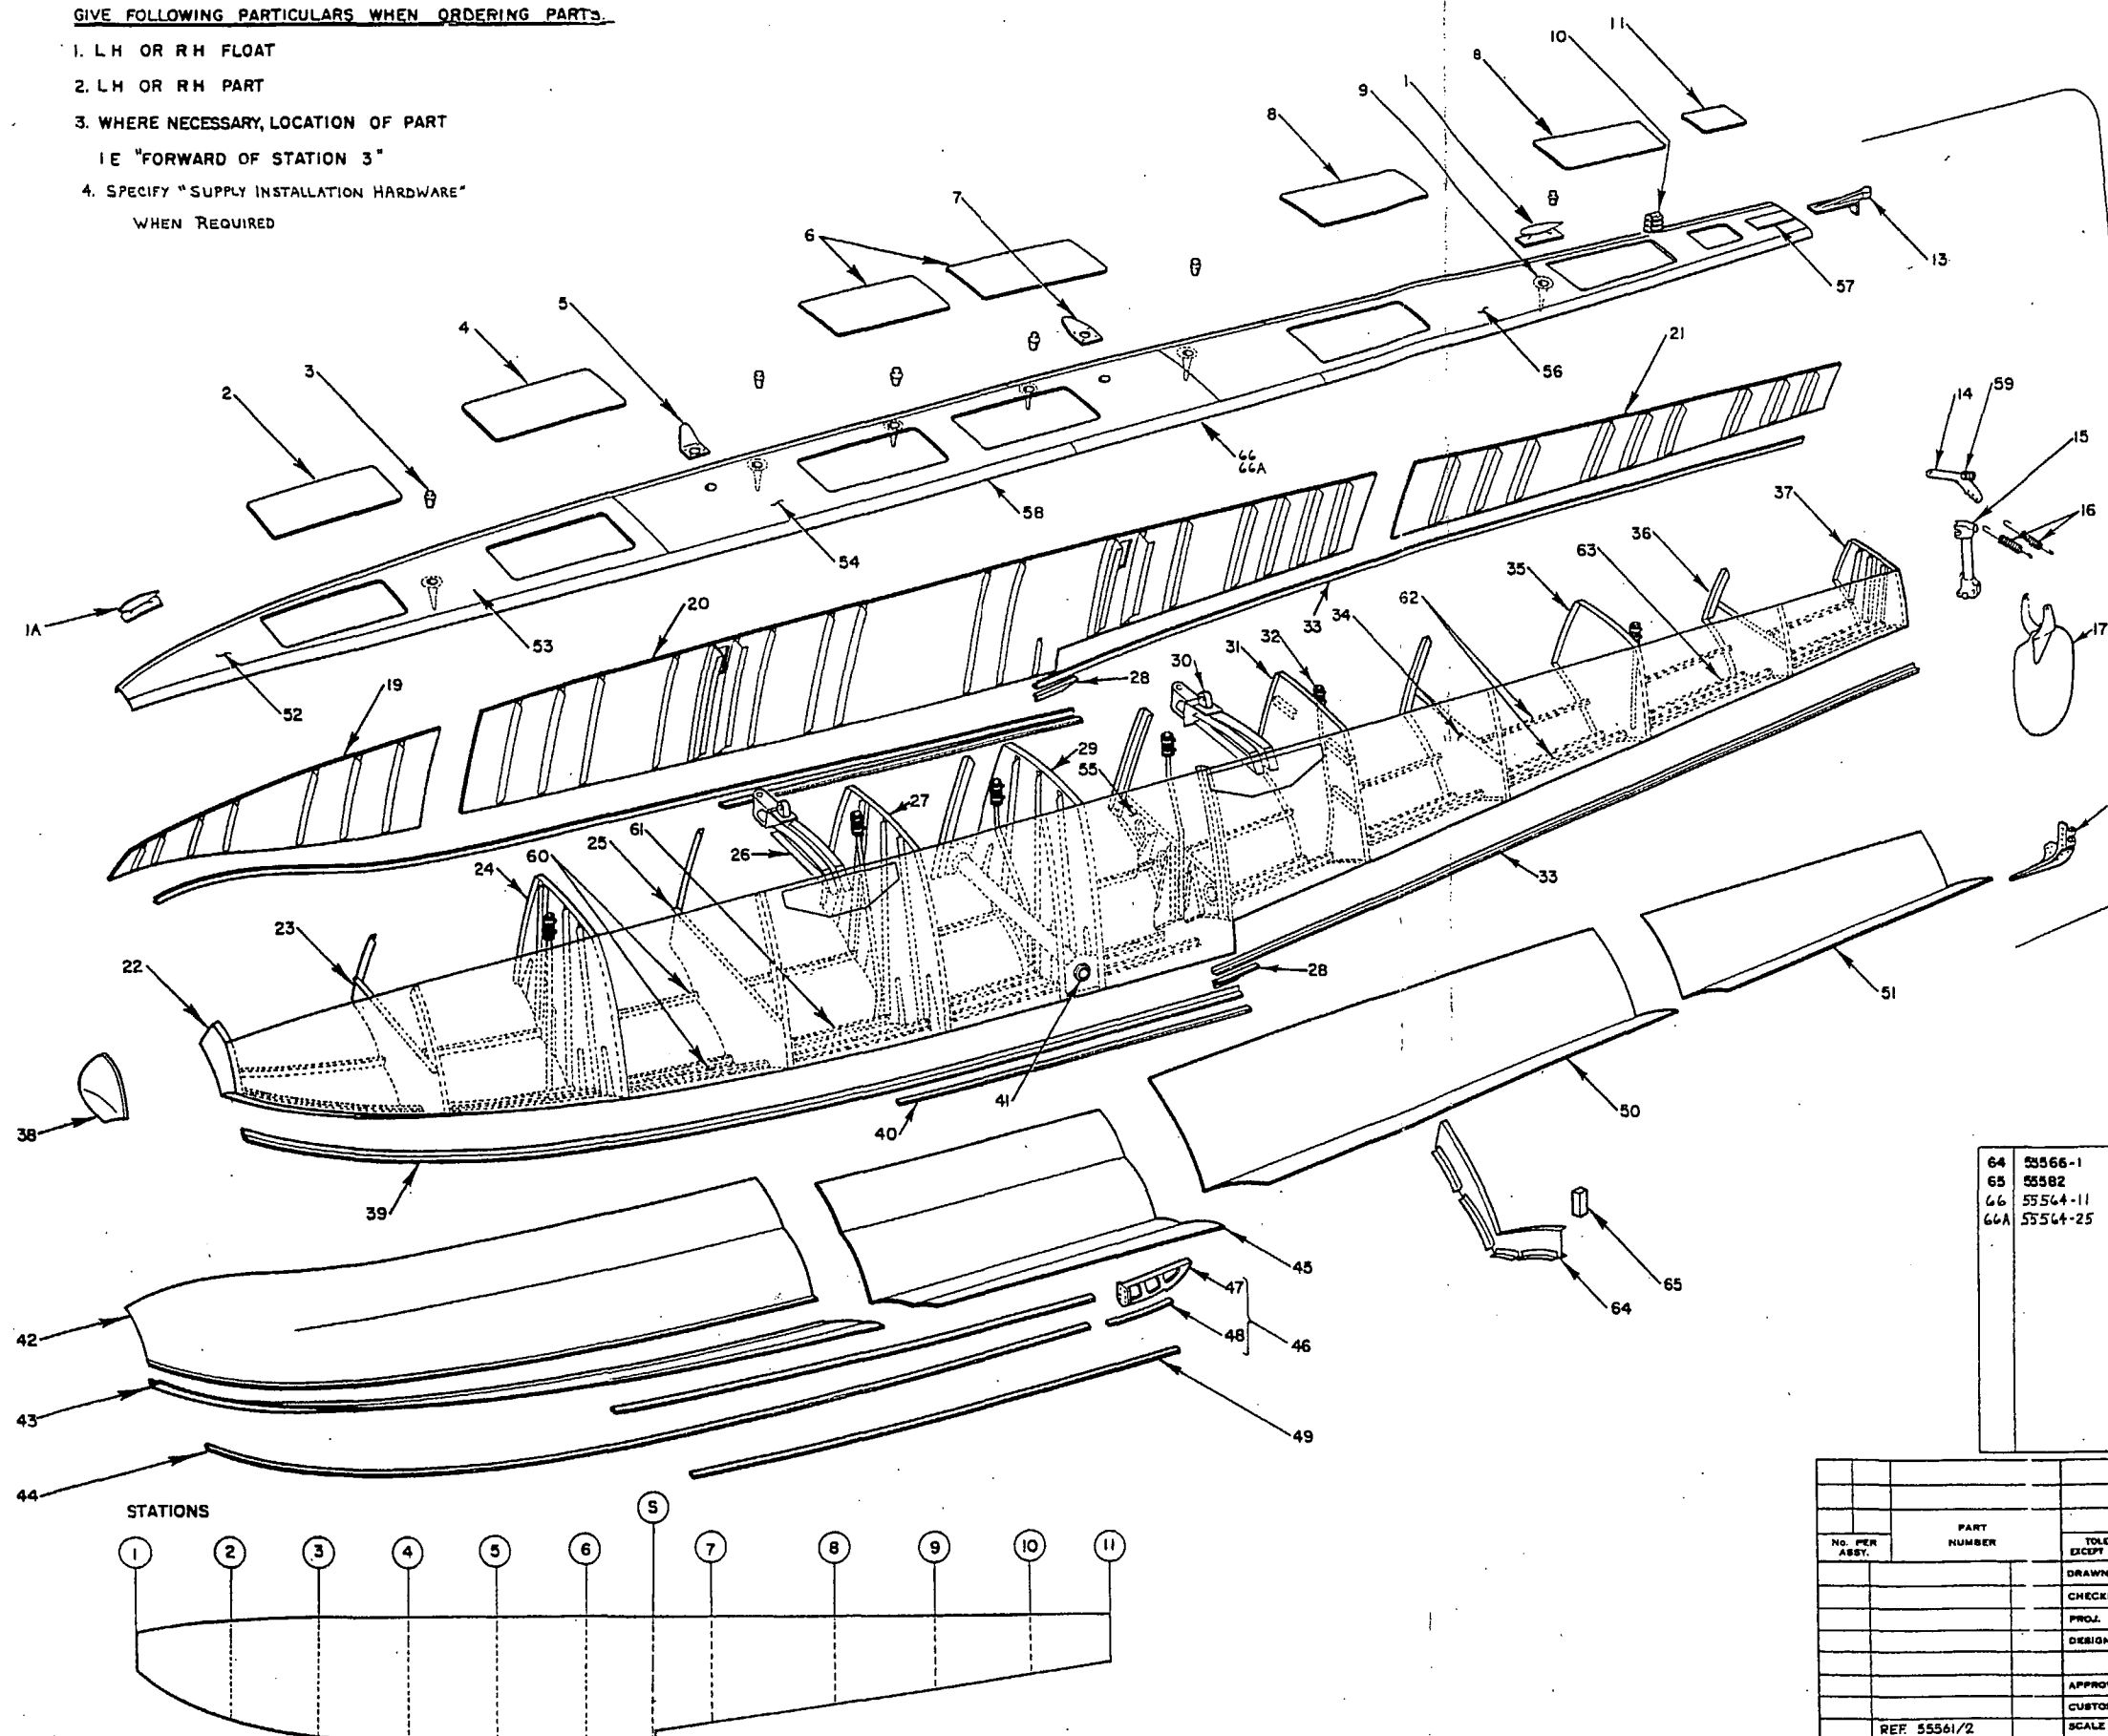 GIVE FOLLOWING PARTICULARS WHEN ORDERING PARTS.
1. LH OR RH FLOAT
2. LH OR RH PART
3. WHERE NECESSARY, LOCATION OF PART
IE "FORWARD OF STATION 3"
4. SPECIFY "SUPPLY INSTALLATION HARDWARE"
WHEN REQUIRED
11
10
8
1
9
8
7
6
13
57
5
4
3
2
56
21
14
59
15
66
66A
58
16
37
54
36
63
35
20
1A
53
62
34
33
32
31
30
17
28
52
19
29
55
27
26
25
61
60
24
33
23
22
28
51
41
40
50
38
39
64 55566-1
65 55582
66 55564-11
66A 55564-25
45
65
47
64
42
48
46
43
49
44
STATIONS
S
1 2 3 4 5 6 7 8 9 10 11
No. PER ASSY.
PART NUMBER
TOLE
EXCEPT
DRAWN
CHECK
PROJ.
DESIGN
APPROV
CUSTOM
REF. 55561/2
SCALE